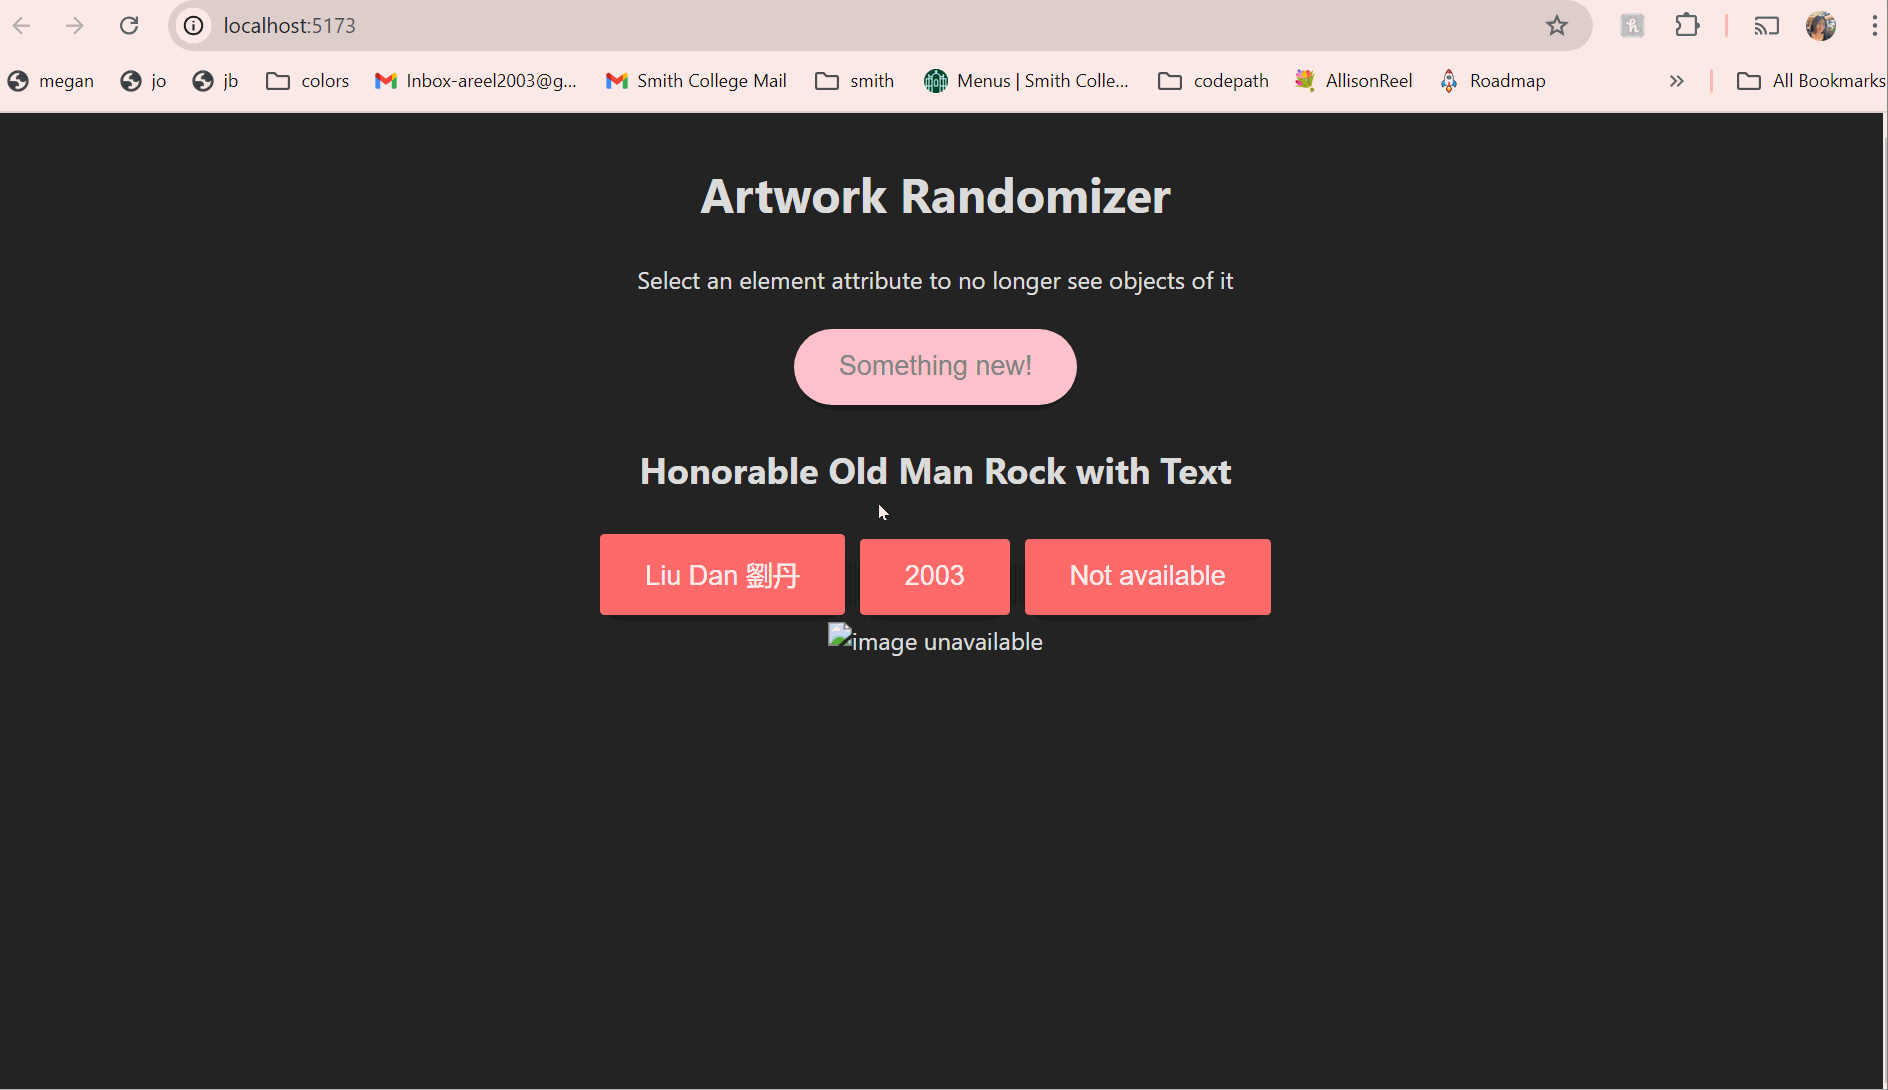 localhost:5173
megan jo jb colors Inbox-areel2003@g... Smith College Mail smith Menus | Smith Colle... codepath AllisonReel Roadmap » All Bookmarks
Artwork Randomizer
Select an element attribute to no longer see objects of it
Something new!
Honorable Old Man Rock with Text
Liu Dan 劉丹 2003 Not available
image unavailable